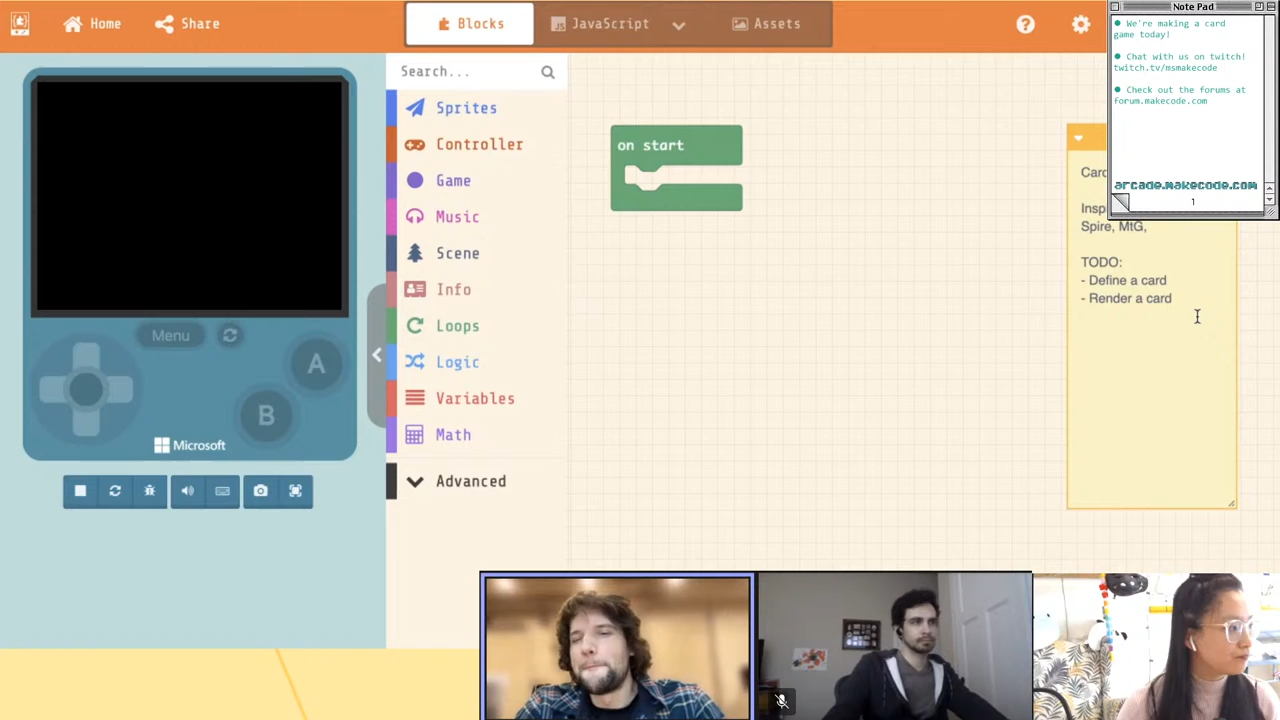 Home
Share
Blocks
JavaScript
Assets
Note Pad
We're making a card
game today!
Chat with us on twitch!
twitch.tv/msmakecode
Check out the forums at
forum.makecode.com
arcade.makecode.com
1
Search...
Sprites
Controller
Game
Music
Scene
Info
Loops
Logic
Variables
Math
Advanced
on start
Spire, MtG,
TODO:
- Define a card
- Render a card
Menu
A
B
Microsoft